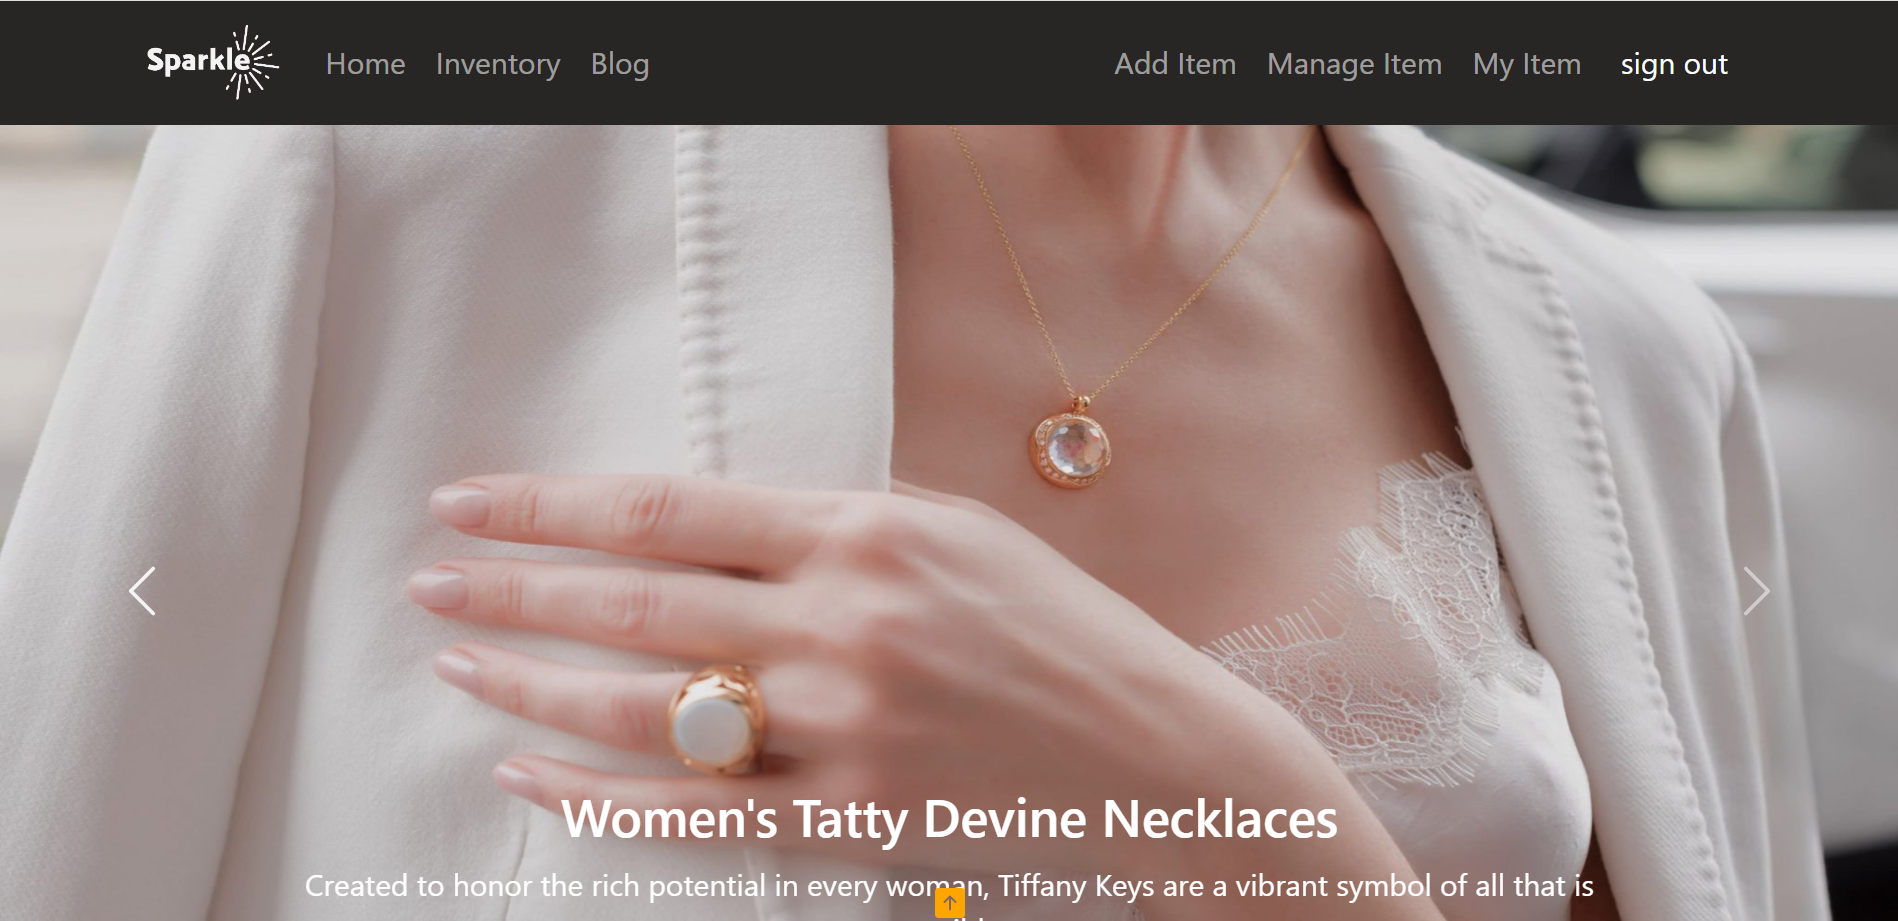 Sparkle
Home Inventory Blog Add Item Manage Item My Item sign out
Women's Tatty Devine Necklaces
Created to honor the rich potential in every woman, Tiffany Keys are a vibrant symbol of all that is